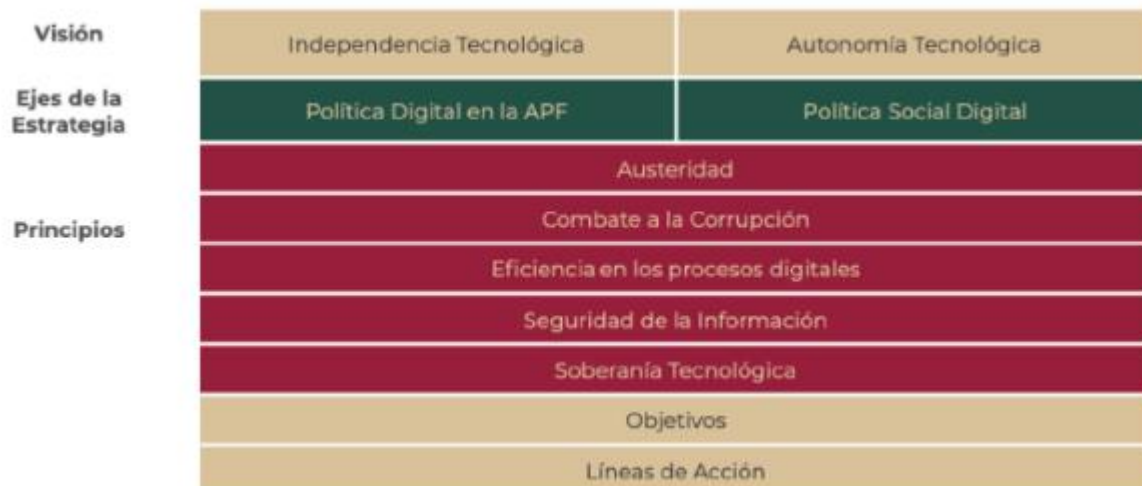 Visión
Independencia Tecnológica
Autonomía Tecnológica
Ejes de la
Estrategia
Política Digital en la APF
Política Social Digital
Principios
Austeridad
Combate a la Corrupción
Eficiencia en los procesos digitales
Seguridad de la Información
Soberanía Tecnológica
Objetivos
Líneas de Acción